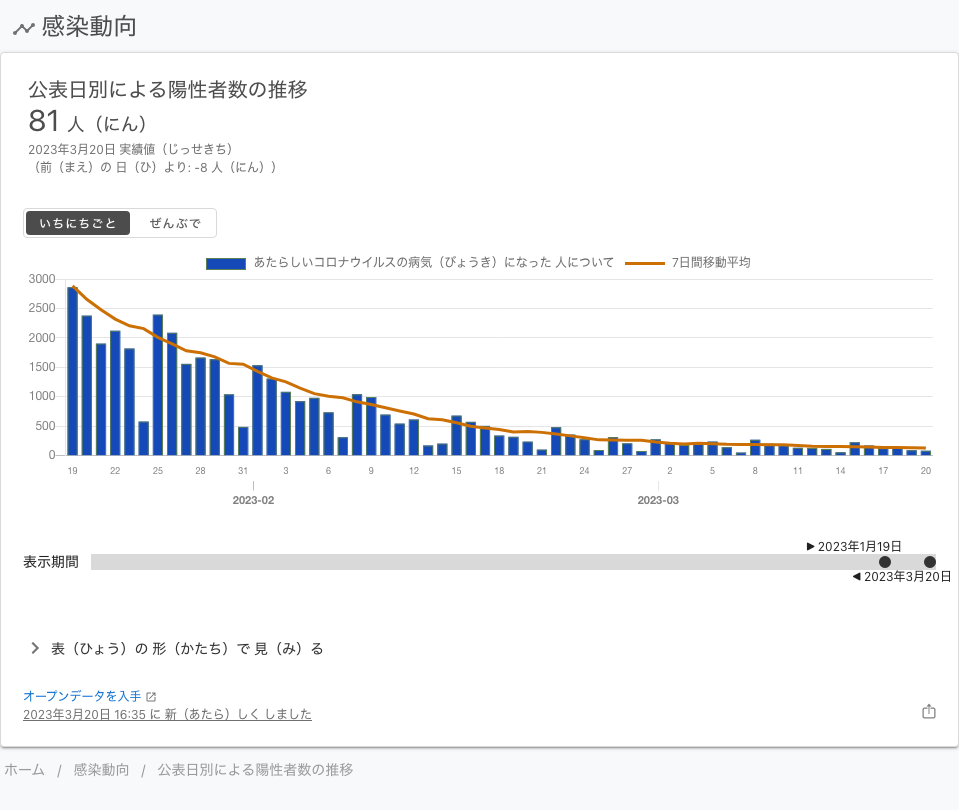 感染動向
公表日別による陽性者数の推移
81 人（にん）
2023年3月20日 実績値（じっせきち）
（前（まえ）の 日（ひ）より: -8 人（にん））
いちにちごと ぜんぶで
あたらしいコロナウイルスの病気（びょうき）になった 人について 7日間移動平均
3000
2500
2000
1500
1000
500
0
19 22 25 28 31 3 6 9 12 15 18 21 24 27 2 5 8 11 14 17 20
2023-02 2023-03
▶ 2023年1月19日
表示期間
◀ 2023年3月20日
表（ひょう）の 形（かたち）で 見（み）る
オープンデータを入手
2023年3月20日 16:35 に 新（あたら）しく しました
ホーム / 感染動向 / 公表日別による陽性者数の推移